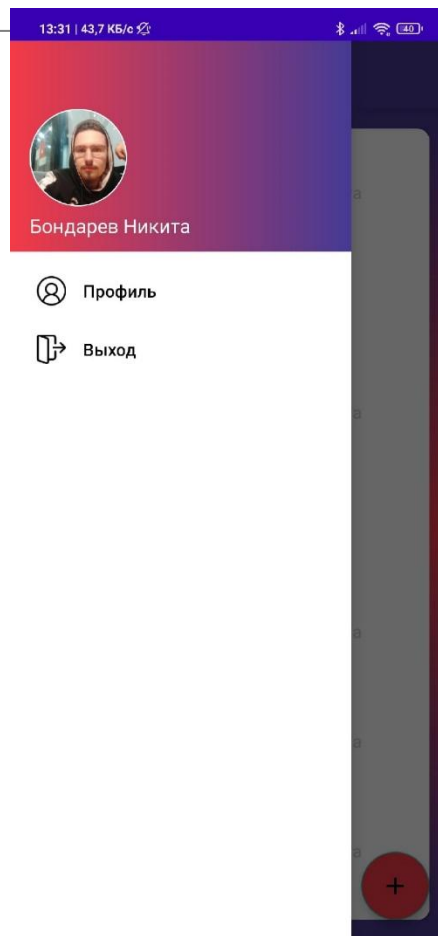 13:31 | 43,7 КБ/с
40
Бондарев Никита
Профиль
Выход
а
а
а
а
а
+